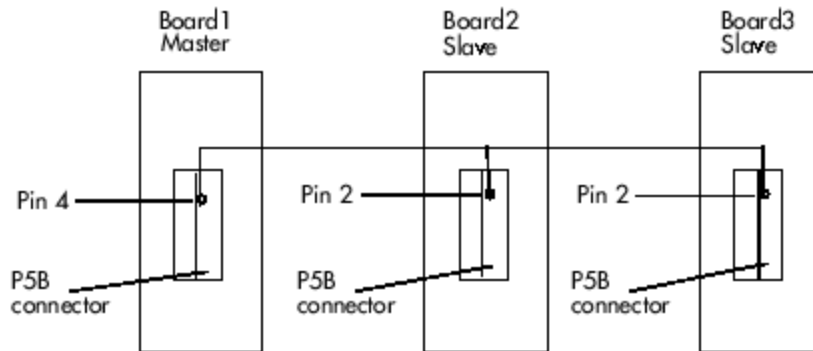 Board1
Master
Board2
Slave
Board3
Slave
Pin 4
Pin 2
Pin 2
P5B
connector
P5B
connector
P5B
connector